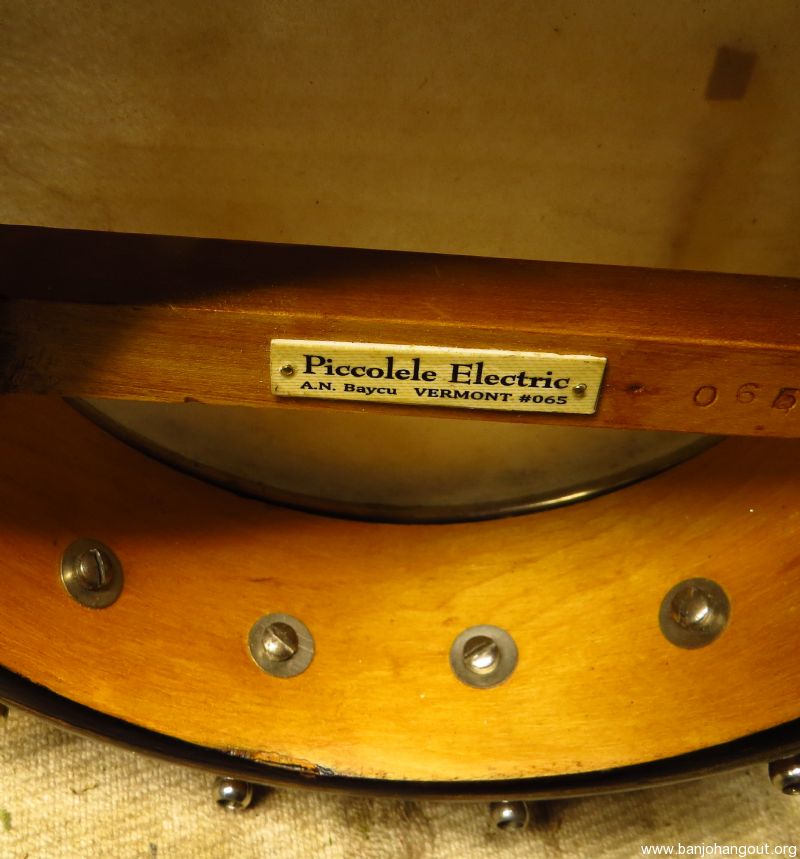 Piccolele Electric
A.N. Baycu VERMONT #065
065
www.banjohangout.org